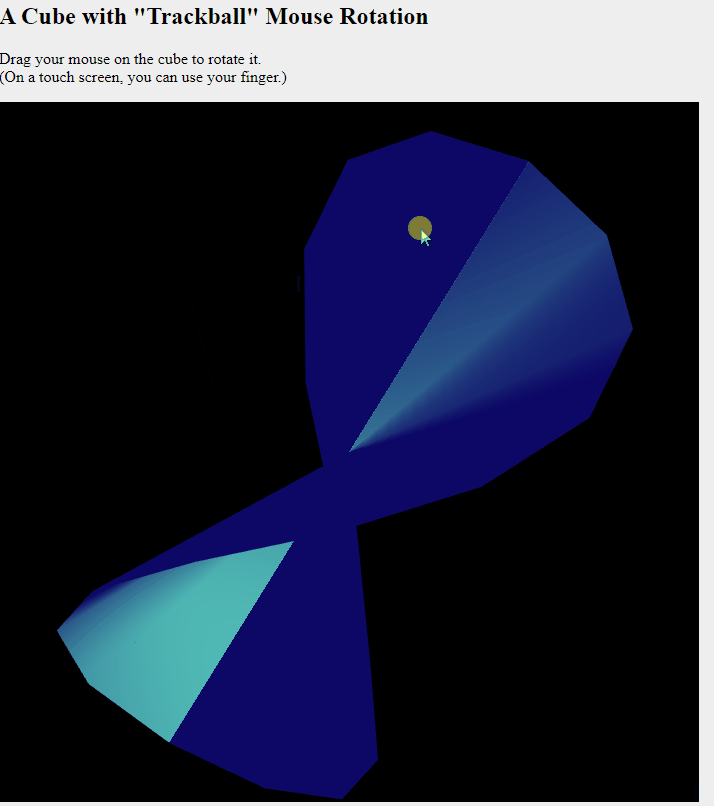 A Cube with "Trackball" Mouse Rotation
Drag your mouse on the cube to rotate it.
(On a touch screen, you can use your finger.)